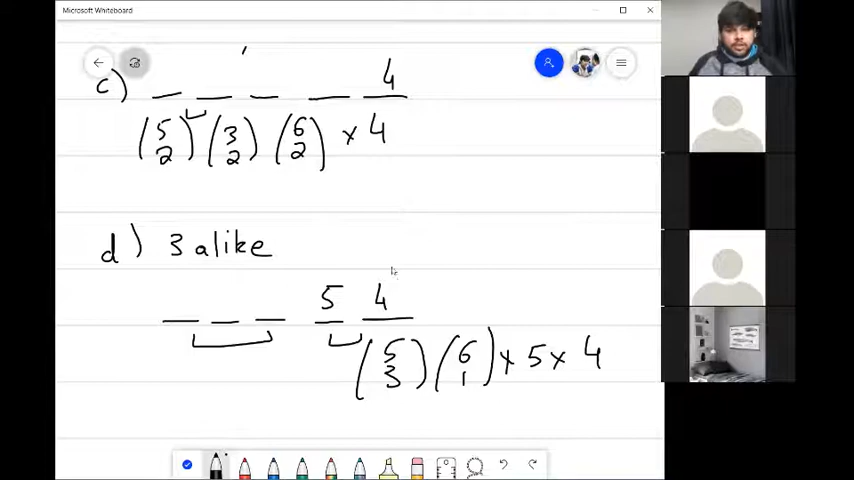 Microsoft Whiteboard
4
c) _ _ _ _ _
(5 2) (3 2) (6 2) × 4
d) 3 alike
5 4
_ _ _ _ _
(5 3) (6 1) × 5 × 4